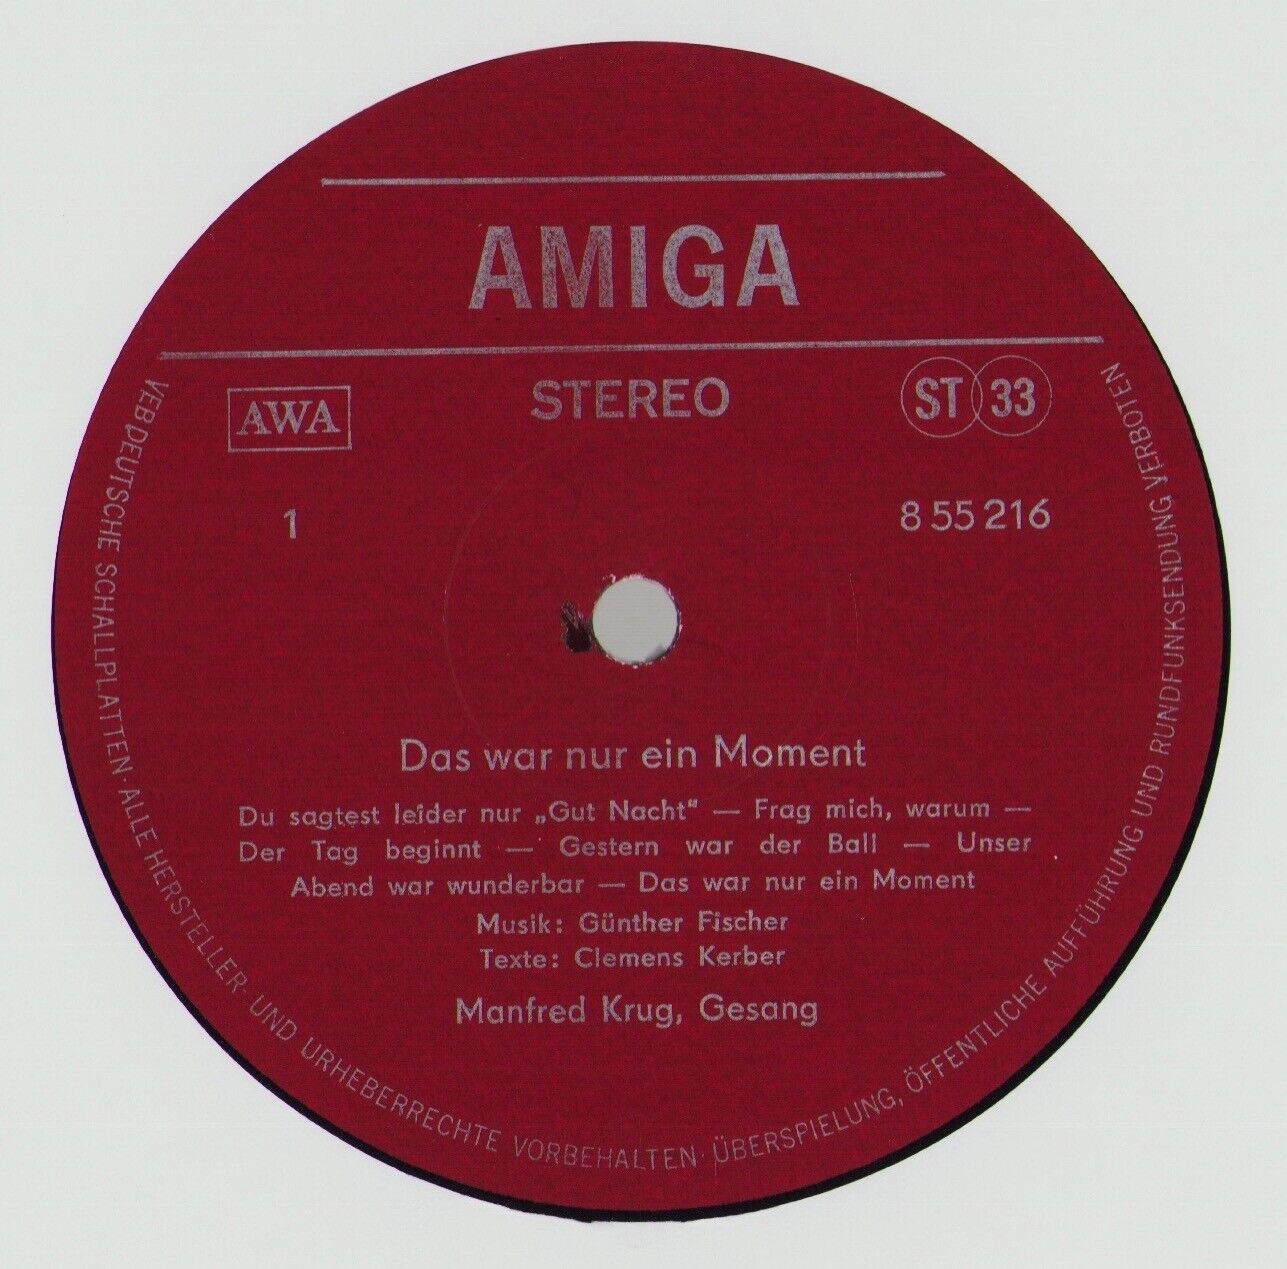 AMIGA
STEREO
AWA
ST 33
1
8 55 216
Das war nur ein Moment
Du sagtest leider nur „Gut Nacht“ — Frag mich, warum —
Der Tag beginnt — Gestern war der Ball — Unser
Abend war wunderbar — Das war nur ein Moment
Musik: Günther Fischer
Texte: Clemens Kerber
Manfred Krug, Gesang
VEB DEUTSCHE SCHALLPLATTEN · ALLE HERSTELLER- UND URHEBERRECHTE VORBEHALTEN · ÜBERSPIELUNG, ÖFFENTLICHE AUFFÜHRUNG UND RUNDFUNKSENDUNG VERBOTEN